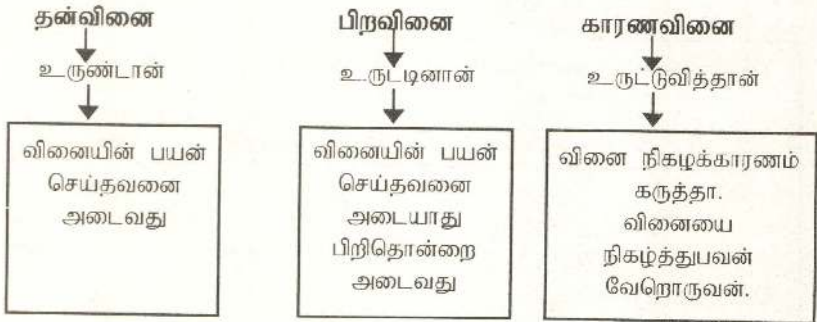 தன்வினை
உருண்டான்
வினையின் பயன்
செய்தவனை
அடைவது
பிறவினை
உருட்டினான்
வினையின் பயன்
செய்தவனை
அடையாது
பிறிதொன்றை
அடைவது
காரணவினை
உருட்டுவித்தான்
வினை நிகழக்காரணம்
கருத்தா.
வினையை
நிகழ்த்துபவன்
வேறொருவன்.